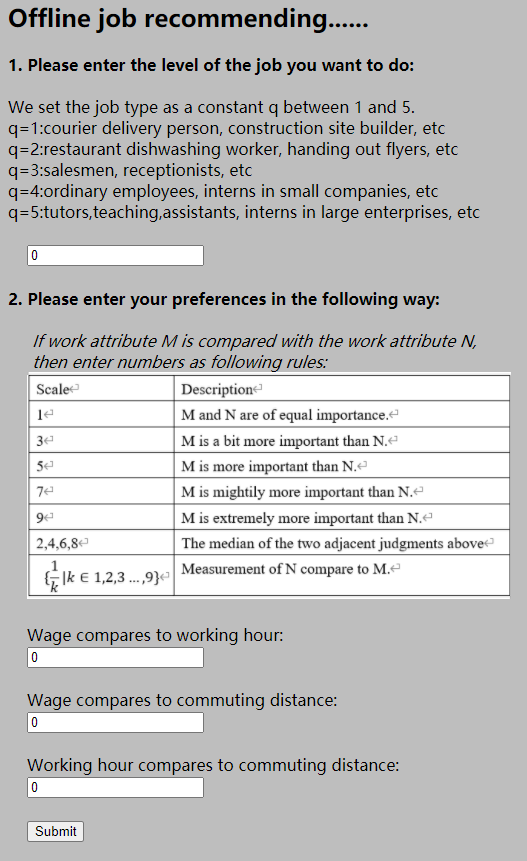 Offline job recommending......
1. Please enter the level of the job you want to do:
We set the job type as a constant q between 1 and 5.
q=1:courier delivery person, construction site builder, etc
q=2:restaurant dishwashing worker, handing out flyers, etc
q=3:salesmen, receptionists, etc
q=4:ordinary employees, interns in small companies, etc
q=5:tutors,teaching,assistants, interns in large enterprises, etc
0
2. Please enter your preferences in the following way:
If work attribute M is compared with the work attribute N,
then enter numbers as following rules:
Scale↵ Description↵
1↵ M and N are of equal importance.↵
3↵ M is a bit more important than N.↵
5↵ M is more important than N.↵
7↵ M is mightily more important than N.↵
9↵ M is extremely more important than N.↵
2,4,6,8↵ The median of the two adjacent judgments above↵
{1/k |k ∈ 1,2,3 ... ,9}↵ Measurement of N compare to M.↵
Wage compares to working hour:
0
Wage compares to commuting distance:
0
Working hour compares to commuting distance:
0
Submit